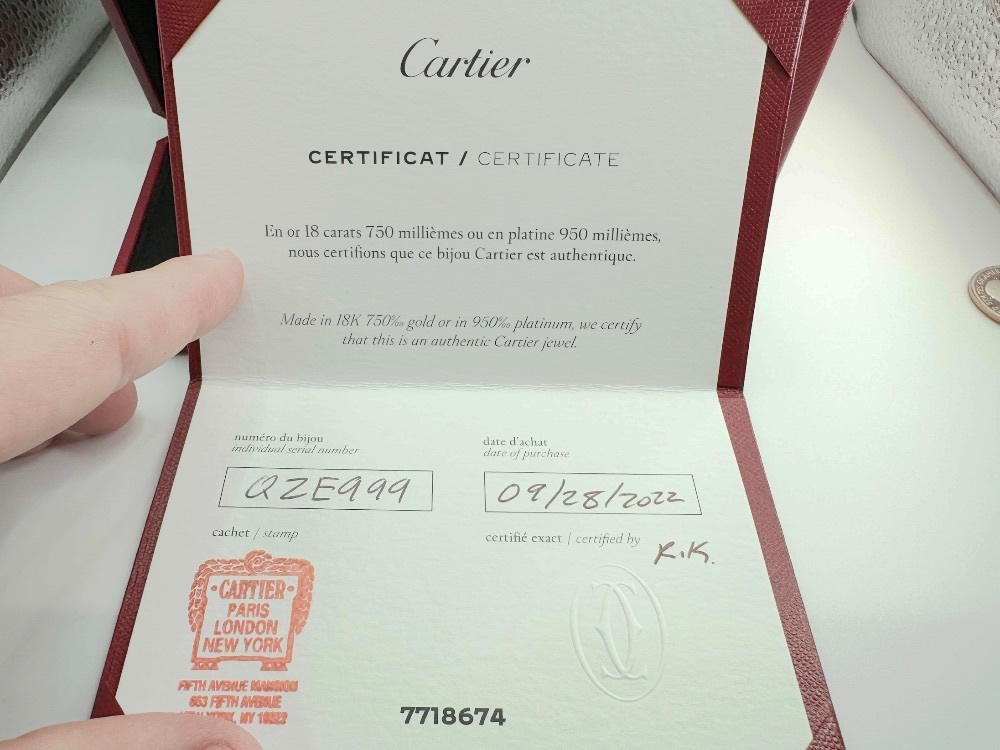 Cartier
CERTIFICAT / CERTIFICATE
En or 18 carats 750 millièmes ou en platine 950 millièmes,
nous certifions que ce bijou Cartier est authentique.
Made in 18K 750‰ gold or in 950‰ platinum, we certify
that this is an authentic Cartier jewel.
numéro du bijou
individual serial number
QZE999
date d'achat
date of purchase
09/28/2022
cachet / stamp
certifié exact / certified by
R.K.
CARTIER
PARIS
LONDON
NEW YORK
FIFTH AVENUE MANSION
653 FIFTH AVENUE
YORK, NY
7718674